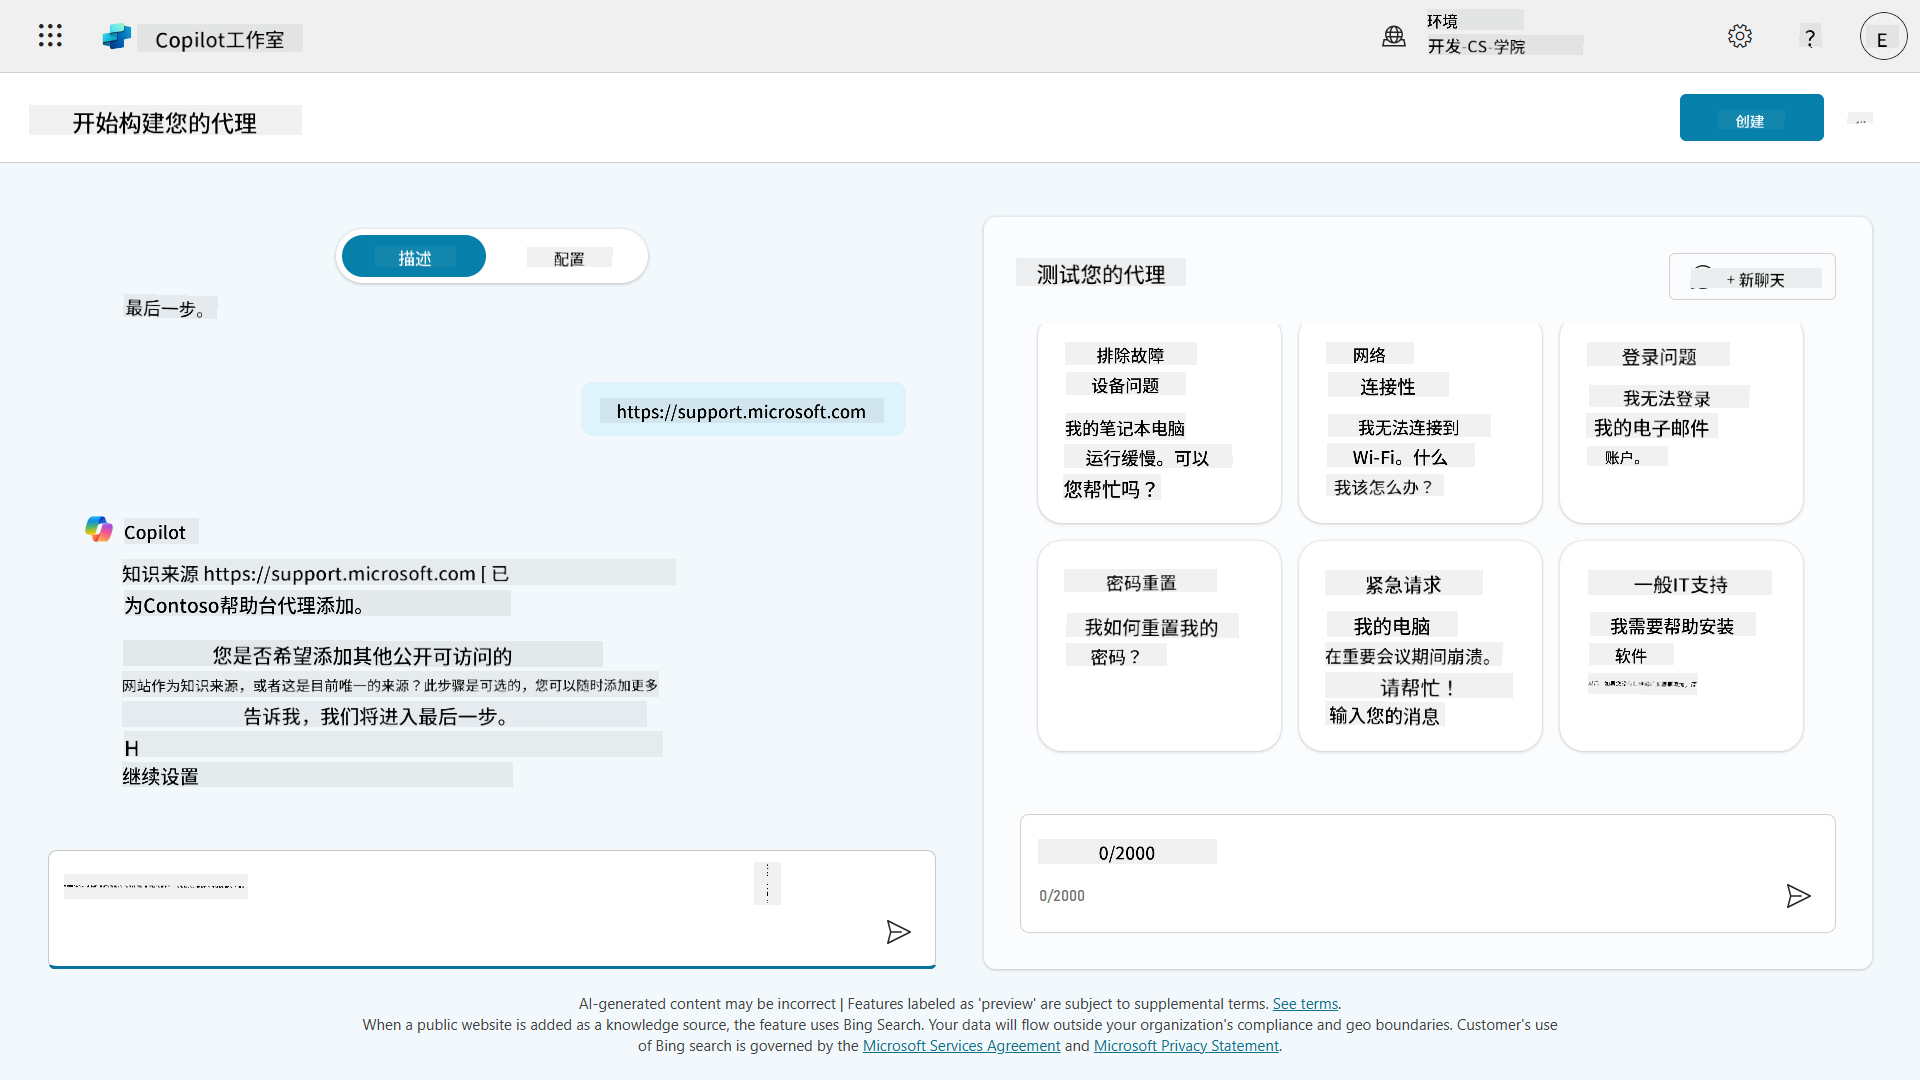 Copilot工作室
环境
开发-CS-学院
?
E
开始构建您的代理
创建
...
描述
配置
最后一步。
https://support.microsoft.com
Copilot
知识来源 https://support.microsoft.com [ 已
为Contoso帮助台代理添加。
您是否希望添加其他公开可访问的
网站作为知识来源，或者这是目前唯一的来源？此步骤是可选的，您可以随时添加更多
告诉我，我们将进入最后一步。
H
继续设置
测试您的代理
+ 新聊天
排除故障
设备问题
我的笔记本电脑
运行缓慢。可以
您帮忙吗？
网络
连接性
我无法连接到
Wi-Fi。什么
我该怎么办？
登录问题
我无法登录
我的电子邮件
账户。
密码重置
我如何重置我的
密码？
紧急请求
我的电脑
在重要会议期间崩溃。
请帮忙！
输入您的消息
一般IT支持
我需要帮助安装
软件
0/2000
0/2000
AI-generated content may be incorrect | Features labeled as 'preview' are subject to supplemental terms. See terms.
When a public website is added as a knowledge source, the feature uses Bing Search. Your data will flow outside your organization's compliance and geo boundaries. Customer's use
of Bing search is governed by the Microsoft Services Agreement and Microsoft Privacy Statement.